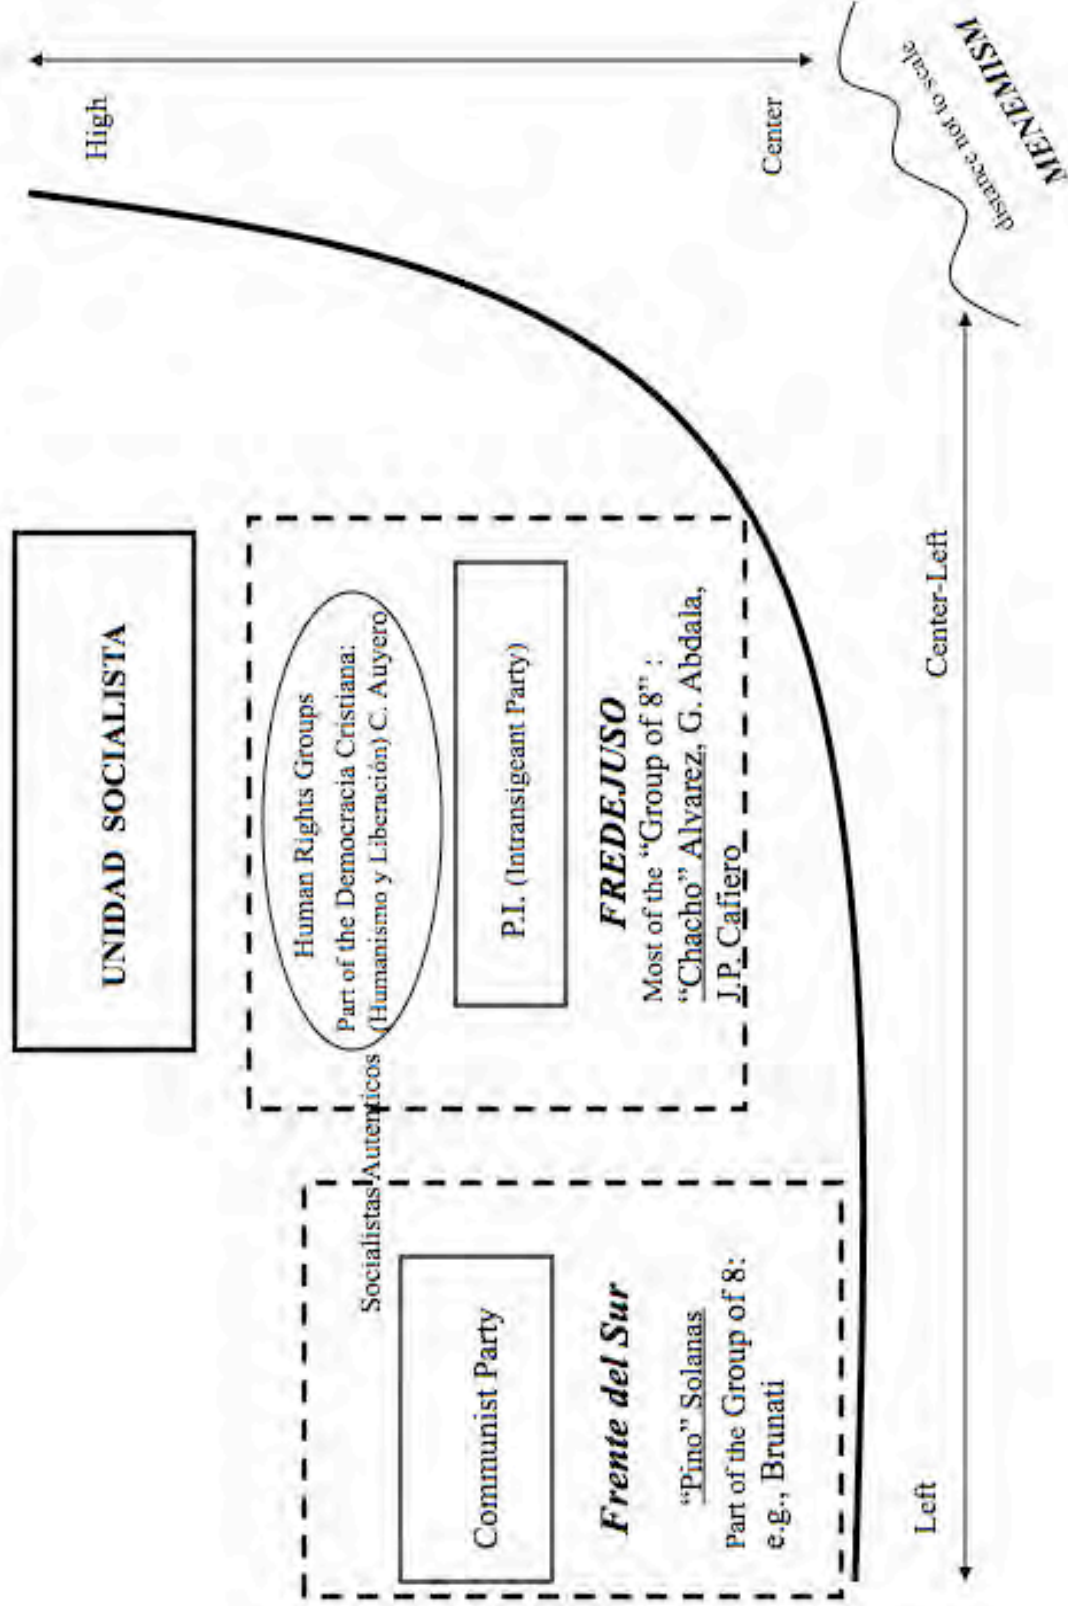 UNIDAD SOCIALISTA
High
Human Rights Groups
Part of the Democracia Cristiana:
(Humanismo y Liberación) C. Auyero
Socialistas Autenticos
P.I. (Intransigeant Party)
FREDEJUSO
Most of the “Group of 8” :
“Chacho” Alvarez, G. Abdala,
J.P. Cafiero
Communist Party
Frente del Sur
“Pino” Solanas
Part of the Group of 8:
e.g., Brunati
Center
Left
Center-Left
distance not to scale
MENEMISM